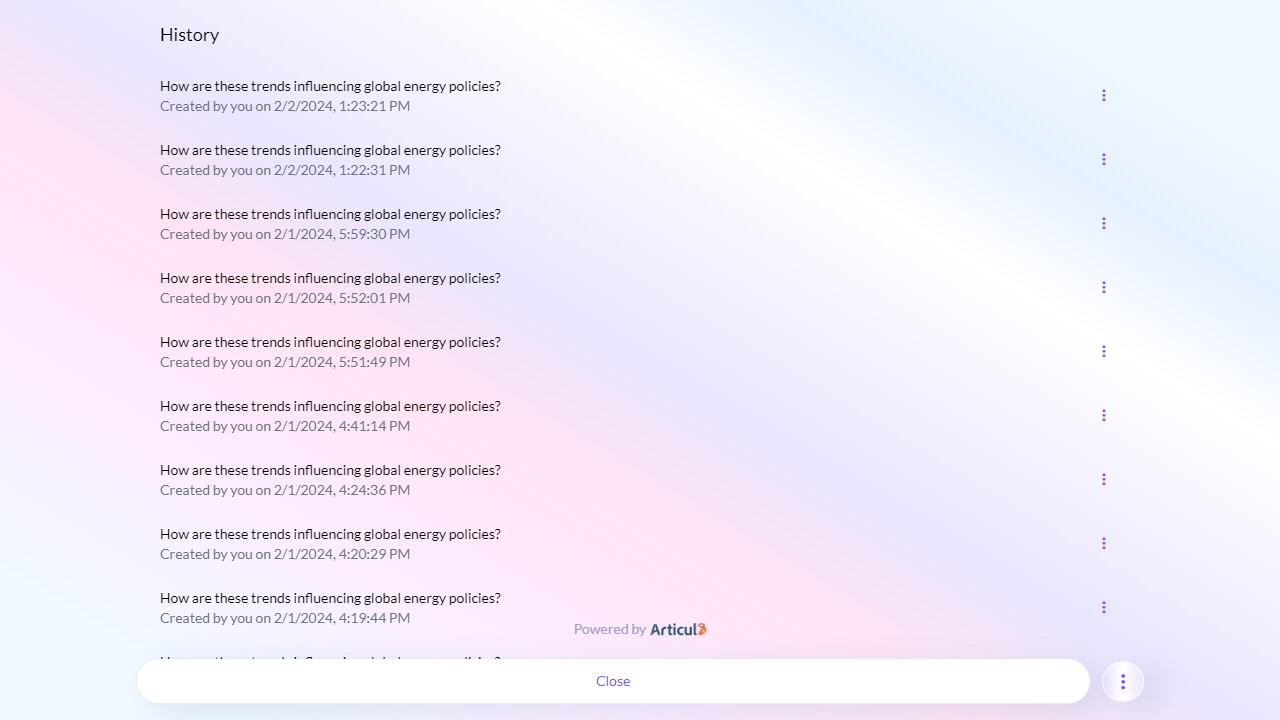 History
How are these trends influencing global energy policies?
Created by you on 2/2/2024, 1:23:21 PM
How are these trends influencing global energy policies?
Created by you on 2/2/2024, 1:22:31 PM
How are these trends influencing global energy policies?
Created by you on 2/1/2024, 5:59:30 PM
How are these trends influencing global energy policies?
Created by you on 2/1/2024, 5:52:01 PM
How are these trends influencing global energy policies?
Created by you on 2/1/2024, 5:51:49 PM
How are these trends influencing global energy policies?
Created by you on 2/1/2024, 4:41:14 PM
How are these trends influencing global energy policies?
Created by you on 2/1/2024, 4:24:36 PM
How are these trends influencing global energy policies?
Created by you on 2/1/2024, 4:20:29 PM
How are these trends influencing global energy policies?
Created by you on 2/1/2024, 4:19:44 PM
Powered by Articul8
Close